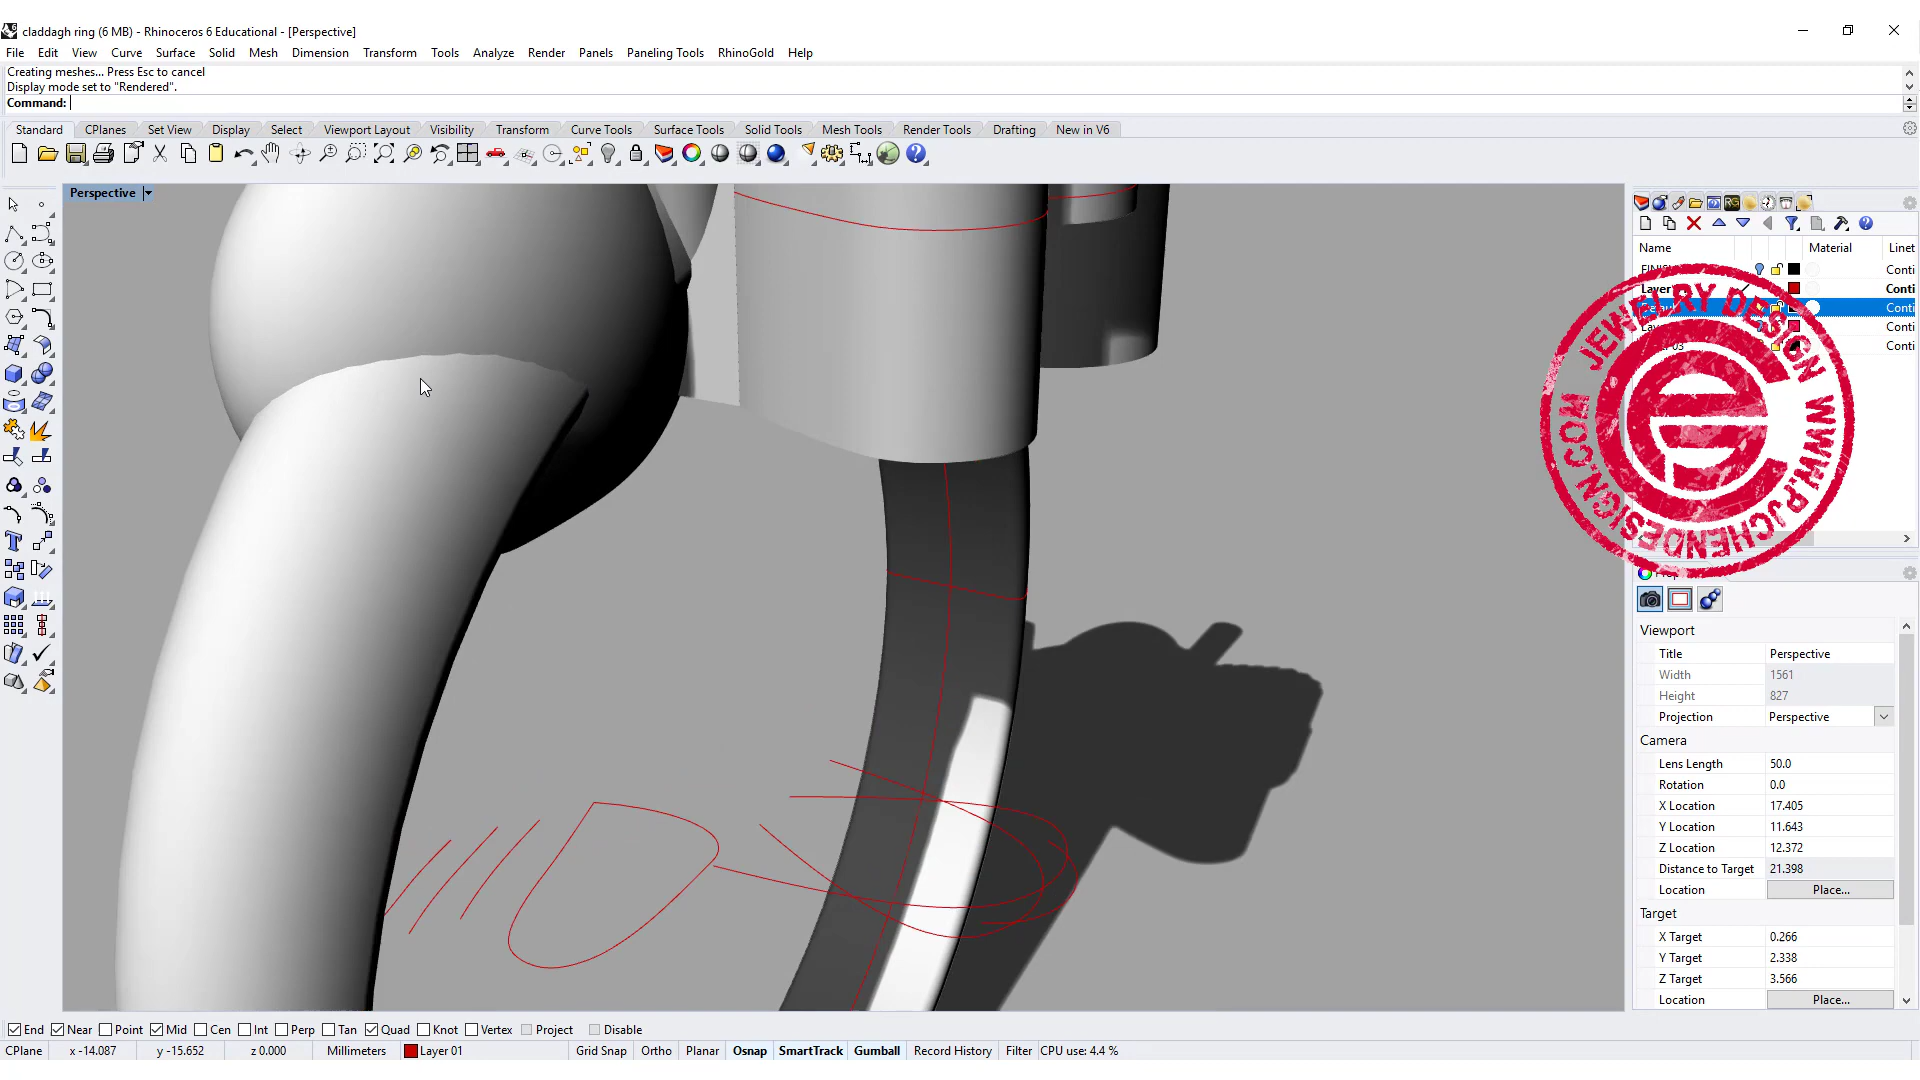 claddagh ring (6 MB) - Rhinoceros 6 Educational - [Perspective]
File Edit View Curve Surface Solid Mesh Dimension Transform Tools Analyze Render Panels Paneling Tools RhinoGold Help
Creating meshes... Press Esc to cancel
Display mode set to "Rendered".
Command:
Standard CPlanes Set View Display Select Viewport Layout Visibility Transform Curve Tools Surface Tools Solid Tools Mesh Tools Render Tools Drafting New in V6
Perspective
Name Material Linet
Conti
Layer Conti
Conti
Conti
03 Conti
JEWELRY DESIGN WWW.PJCHENDESIGN.COM
Viewport
Title Perspective
Width 1561
Height 827
Projection Perspective
Camera
Lens Length 50.0
Rotation 0.0
X Location 17.405
Y Location 11.643
Z Location 12.372
Distance to Target 21.398
Location Place...
Target
X Target 0.266
Y Target 2.338
Z Target 3.566
Location Place...
End Near Point Mid Cen Int Perp Tan Quad Knot Vertex Project Disable
CPlane x -14.087 y -15.652 z 0.000 Millimeters Layer 01 Grid Snap Ortho Planar Osnap SmartTrack Gumball Record History Filter CPU use: 4.4 %